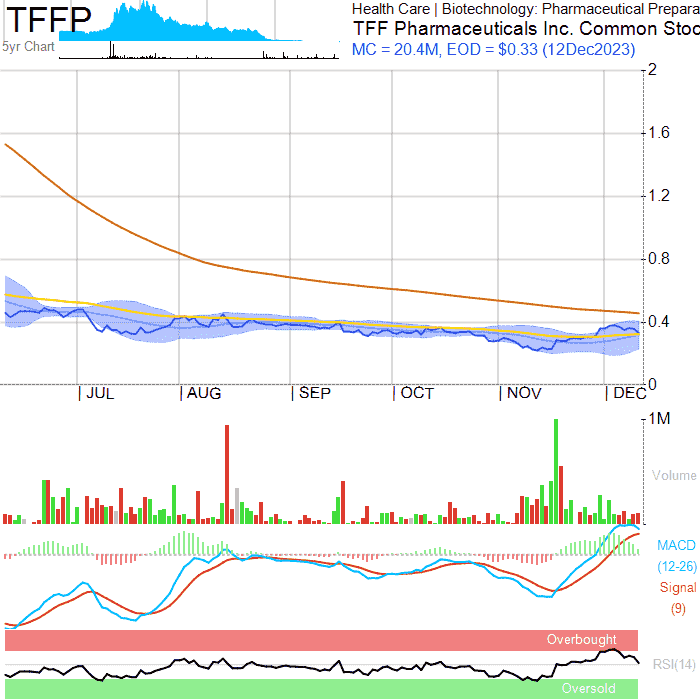 TFFP
5yr Chart
Health Care | Biotechnology: Pharmaceutical Prepara
TFF Pharmaceuticals Inc. Common Stoc
MC = 20.4M, EOD = $0.33 (12Dec2023)
2
1.6
1.2
0.8
0.4
0
JUL AUG SEP OCT NOV DEC
1M
Volume
MACD
(12-26)
Signal
(9)
Overbought
RSI(14)
Oversold